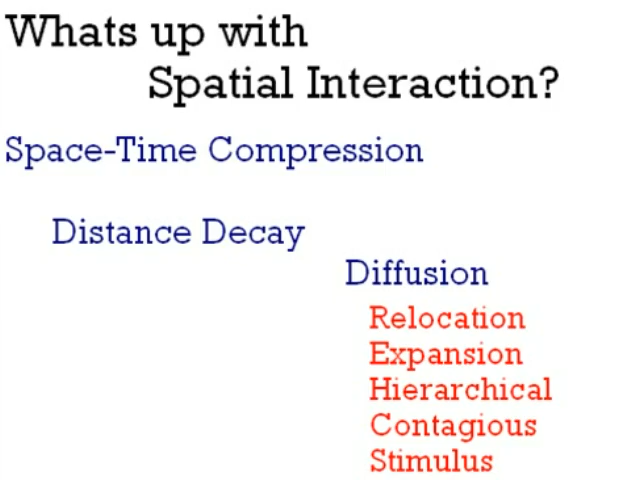 Whats up with
Spatial Interaction?
Space-Time Compression
Distance Decay
Diffusion
Relocation
Expansion
Hierarchical
Contagious
Stimulus